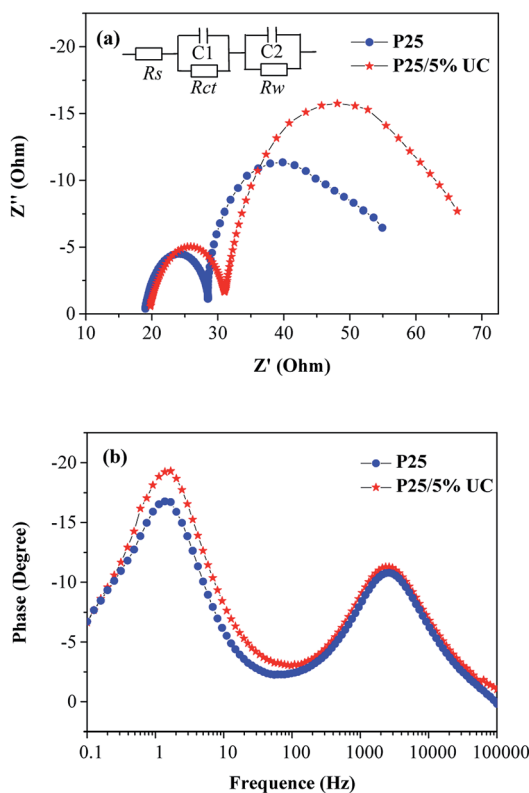 (a)
C1
C2
Rs
Rct
Rw
P25
P25/5% UC
Z'' (Ohm)
-20
-15
-10
-5
0
10
20
30
40
50
60
70
Z' (Ohm)
(b)
P25
P25/5% UC
Phase (Degree)
-20
-15
-10
-5
0
0.1
1
10
100
1000
10000
100000
Frequence (Hz)